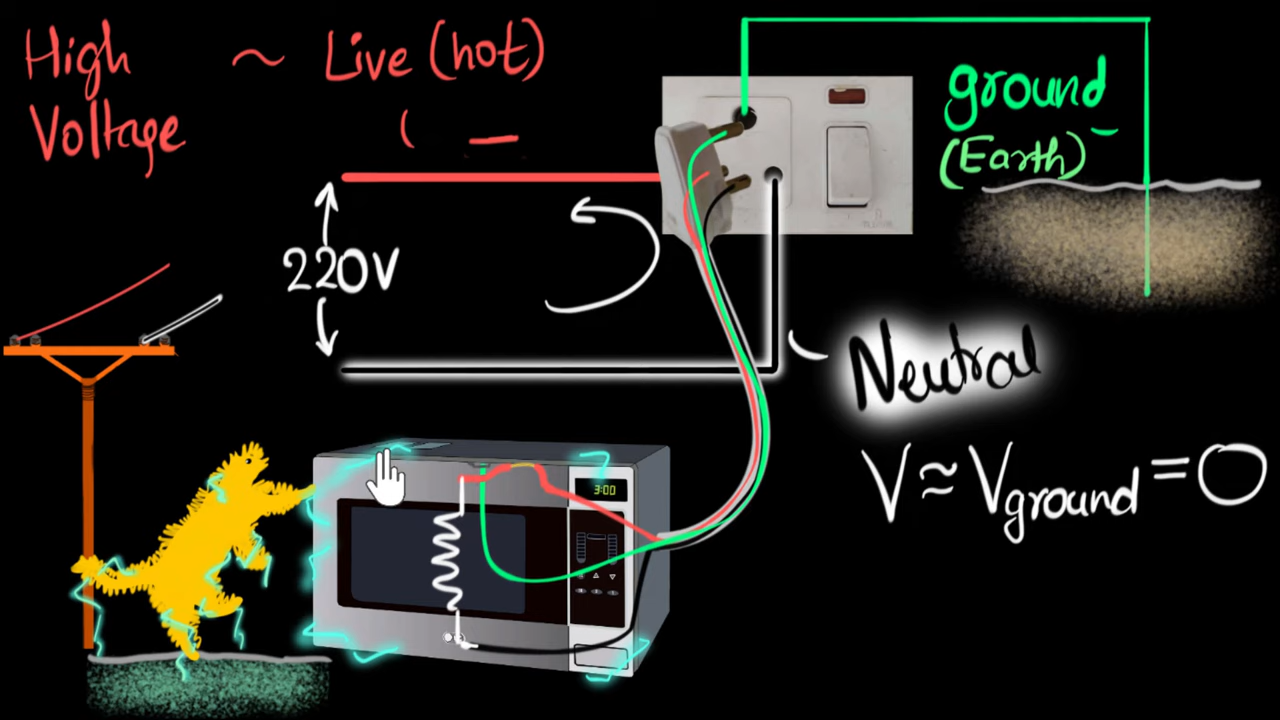 High
Voltage
~ Live (hot)
( _
ground
(Earth)
220V
Neutral
V ≈ Vground = 0
3:00